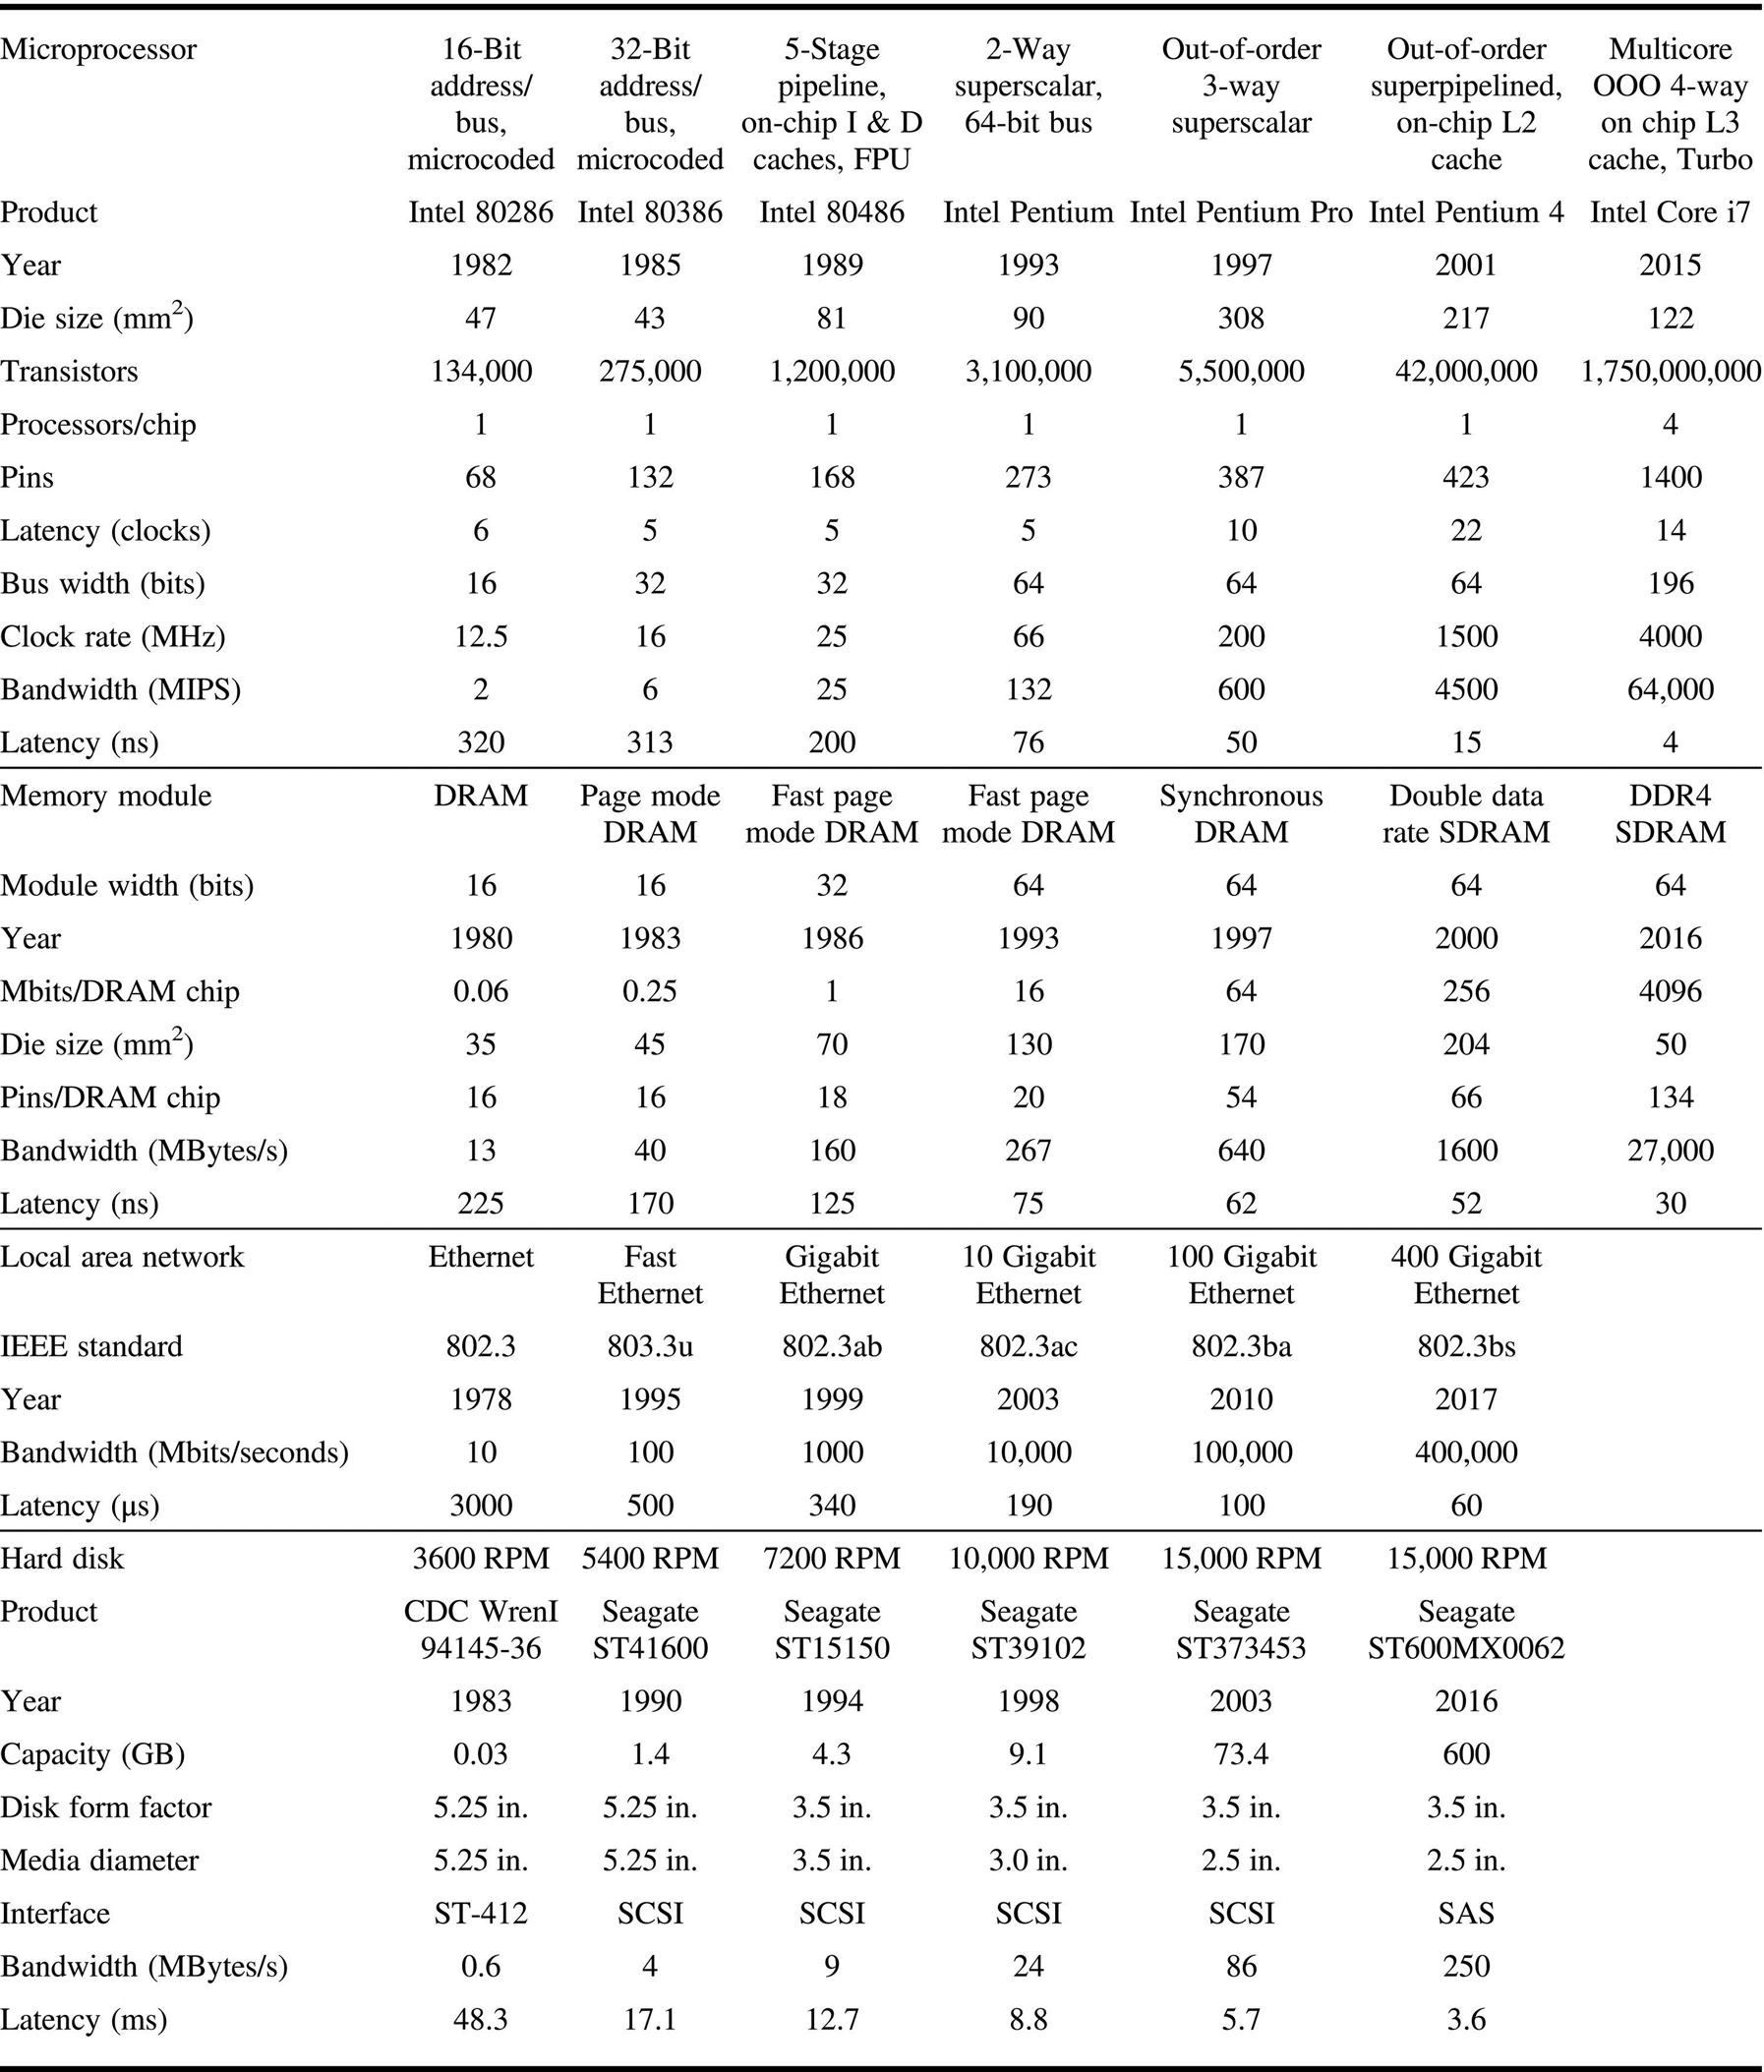 Microprocessor 16-Bit 32-Bit 5-Stage 2-Way Out-of-order Out-of-order Multicore
address/ address/ pipeline, superscalar, 3-way superpipelined, OOO 4-way
bus, bus, on-chip I & D 64-bit bus superscalar on-chip L2 on chip L3
microcoded microcoded caches, FPU cache cache, Turbo
Product Intel 80286 Intel 80386 Intel 80486 Intel Pentium Intel Pentium Pro Intel Pentium 4 Intel Core i7
Year 1982 1985 1989 1993 1997 2001 2015
Die size (mm²) 47 43 81 90 308 217 122
Transistors 134,000 275,000 1,200,000 3,100,000 5,500,000 42,000,000 1,750,000,000
Processors/chip 1 1 1 1 1 1 4
Pins 68 132 168 273 387 423 1400
Latency (clocks) 6 5 5 5 10 22 14
Bus width (bits) 16 32 32 64 64 64 196
Clock rate (MHz) 12.5 16 25 66 200 1500 4000
Bandwidth (MIPS) 2 6 25 132 600 4500 64,000
Latency (ns) 320 313 200 76 50 15 4
Memory module DRAM Page mode Fast page Fast page Synchronous Double data DDR4
DRAM mode DRAM mode DRAM DRAM rate SDRAM SDRAM
Module width (bits) 16 16 32 64 64 64 64
Year 1980 1983 1986 1993 1997 2000 2016
Mbits/DRAM chip 0.06 0.25 1 16 64 256 4096
Die size (mm²) 35 45 70 130 170 204 50
Pins/DRAM chip 16 16 18 20 54 66 134
Bandwidth (MBytes/s) 13 40 160 267 640 1600 27,000
Latency (ns) 225 170 125 75 62 52 30
Local area network Ethernet Fast Gigabit 10 Gigabit 100 Gigabit 400 Gigabit
Ethernet Ethernet Ethernet Ethernet Ethernet
IEEE standard 802.3 803.3u 802.3ab 802.3ac 802.3ba 802.3bs
Year 1978 1995 1999 2003 2010 2017
Bandwidth (Mbits/seconds) 10 100 1000 10,000 100,000 400,000
Latency (μs) 3000 500 340 190 100 60
Hard disk 3600 RPM 5400 RPM 7200 RPM 10,000 RPM 15,000 RPM 15,000 RPM
Product CDC WrenI Seagate Seagate Seagate Seagate Seagate
94145-36 ST41600 ST15150 ST39102 ST373453 ST600MX0062
Year 1983 1990 1994 1998 2003 2016
Capacity (GB) 0.03 1.4 4.3 9.1 73.4 600
Disk form factor 5.25 in. 5.25 in. 3.5 in. 3.5 in. 3.5 in. 3.5 in.
Media diameter 5.25 in. 5.25 in. 3.5 in. 3.0 in. 2.5 in. 2.5 in.
Interface ST-412 SCSI SCSI SCSI SCSI SAS
Bandwidth (MBytes/s) 0.6 4 9 24 86 250
Latency (ms) 48.3 17.1 12.7 8.8 5.7 3.6